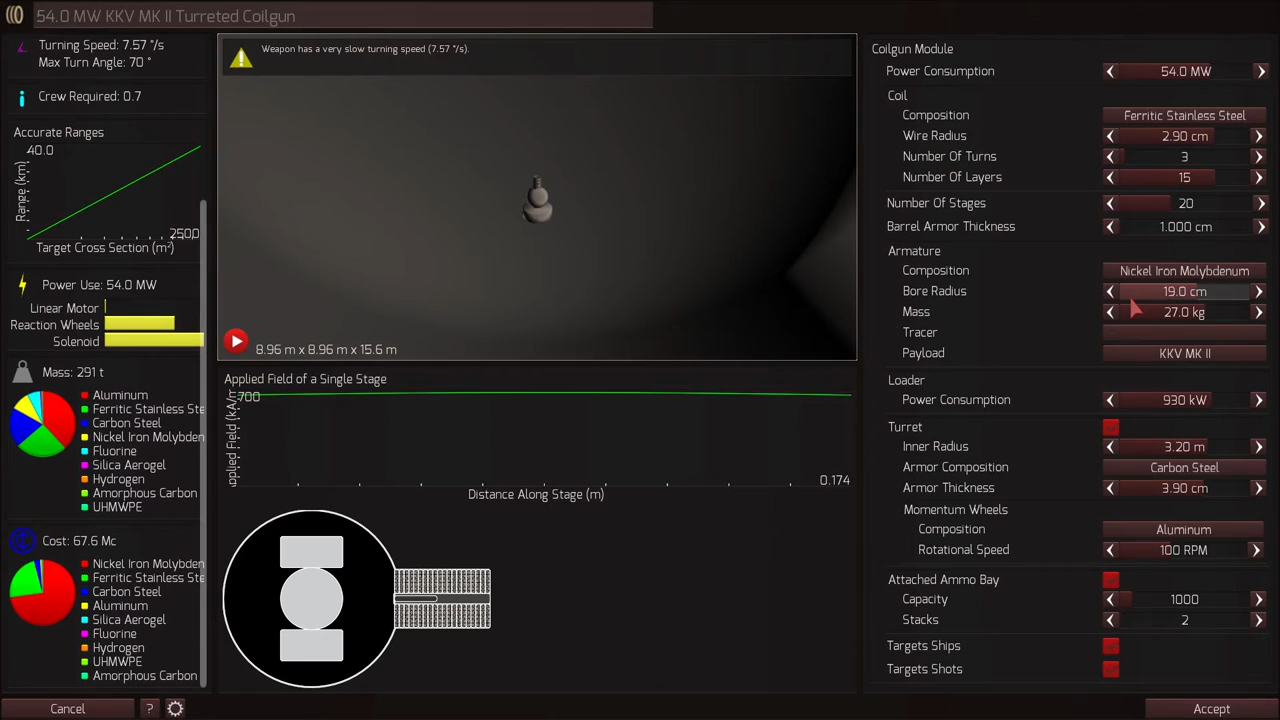 54.0 MW KKV MK II Turreted Coilgun
Turning Speed: 7.57 °/s
Max Turn Angle: 70 °
Crew Required: 0.7
Accurate Ranges
40.0
Range (km)
2500
Target Cross Section (m²)
Power Use: 54.0 MW
Linear Motor
Reaction Wheels
Solenoid
Mass: 291 t
Aluminum
Ferritic Stainless Ste
Carbon Steel
Nickel Iron Molybden
Fluorine
Silica Aerogel
Hydrogen
Amorphous Carbon
UHMWPE
Cost: 67.6 Mc
Nickel Iron Molybden
Ferritic Stainless Ste
Carbon Steel
Aluminum
Silica Aerogel
Fluorine
Hydrogen
UHMWPE
Amorphous Carbon
Cancel
?
Weapon has a very slow turning speed (7.57 °/s).
8.96 m x 8.96 m x 15.6 m
Applied Field of a Single Stage
700
Applied Field (kA/m)
0.174
Distance Along Stage (m)
Coilgun Module
Power Consumption 54.0 MW
Coil
Composition Ferritic Stainless Steel
Wire Radius 2.90 cm
Number Of Turns 3
Number Of Layers 15
Number Of Stages 20
Barrel Armor Thickness 1.000 cm
Armature
Composition Nickel Iron Molybdenum
Bore Radius 19.0 cm
Mass 27.0 kg
Tracer
Payload KKV MK II
Loader
Power Consumption 930 kW
Turret
Inner Radius 3.20 m
Armor Composition Carbon Steel
Armor Thickness 3.90 cm
Momentum Wheels
Composition Aluminum
Rotational Speed 100 RPM
Attached Ammo Bay
Capacity 1000
Stacks 2
Targets Ships
Targets Shots
Accept